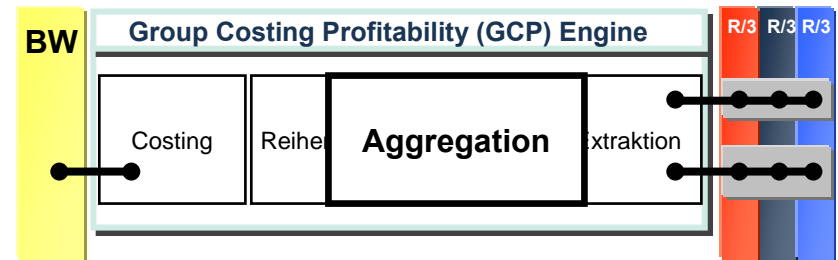 BW
Group Costing Profitability (GCP) Engine
R/3 R/3 R/3
Costing
Aggregation